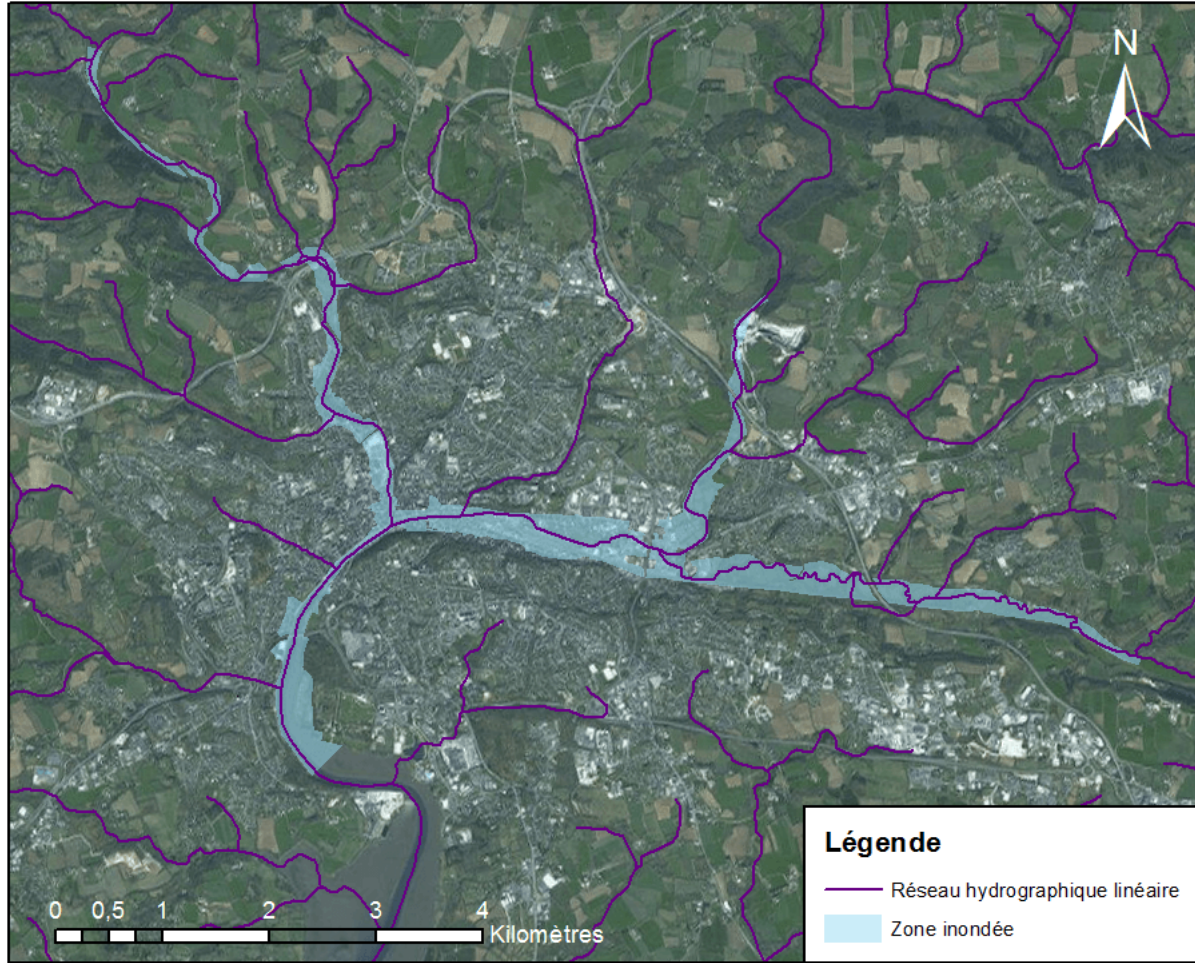 N
Légende
Réseau hydrographique linéaire
Zone inondée
0 0,5 1 2 3 4
Kilomètres